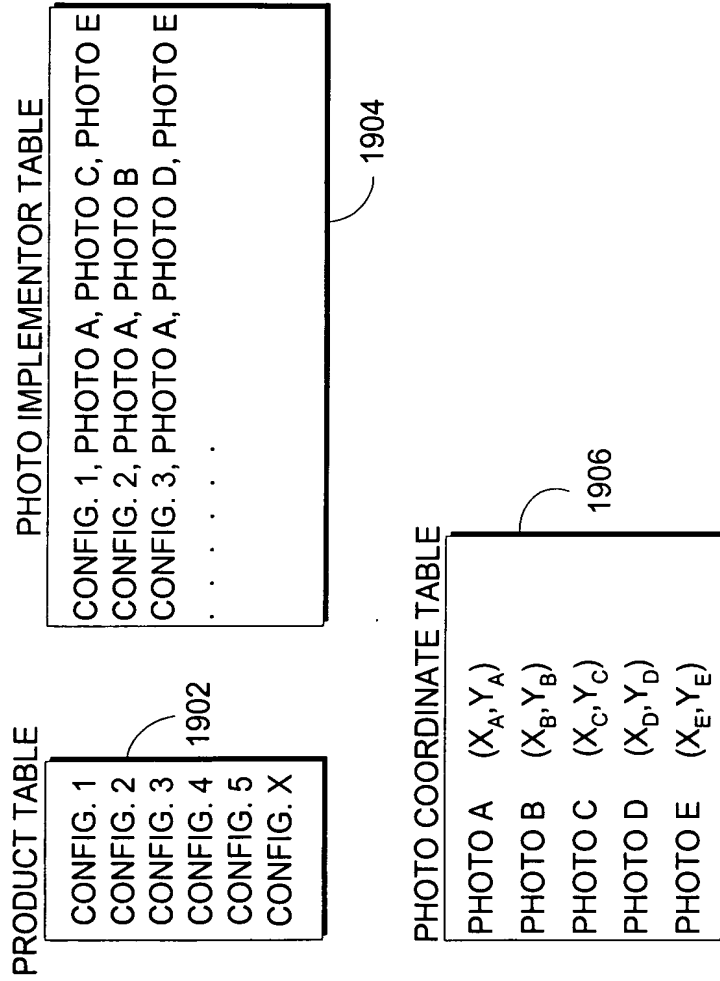 PRODUCT TABLE
CONFIG. 1
CONFIG. 2
CONFIG. 3
CONFIG. 4
CONFIG. 5
CONFIG. X
1902
PHOTO IMPLEMENTOR TABLE
CONFIG. 1, PHOTO A, PHOTO C, PHOTO E
CONFIG. 2, PHOTO A, PHOTO B
CONFIG. 3, PHOTO A, PHOTO D, PHOTO E
. . . . . . .
1904
PHOTO COORDINATE TABLE
PHOTO A (X_A,Y_A)
PHOTO B (X_B,Y_B)
PHOTO C (X_C,Y_C)
PHOTO D (X_D,Y_D)
PHOTO E (X_E,Y_E)
1906